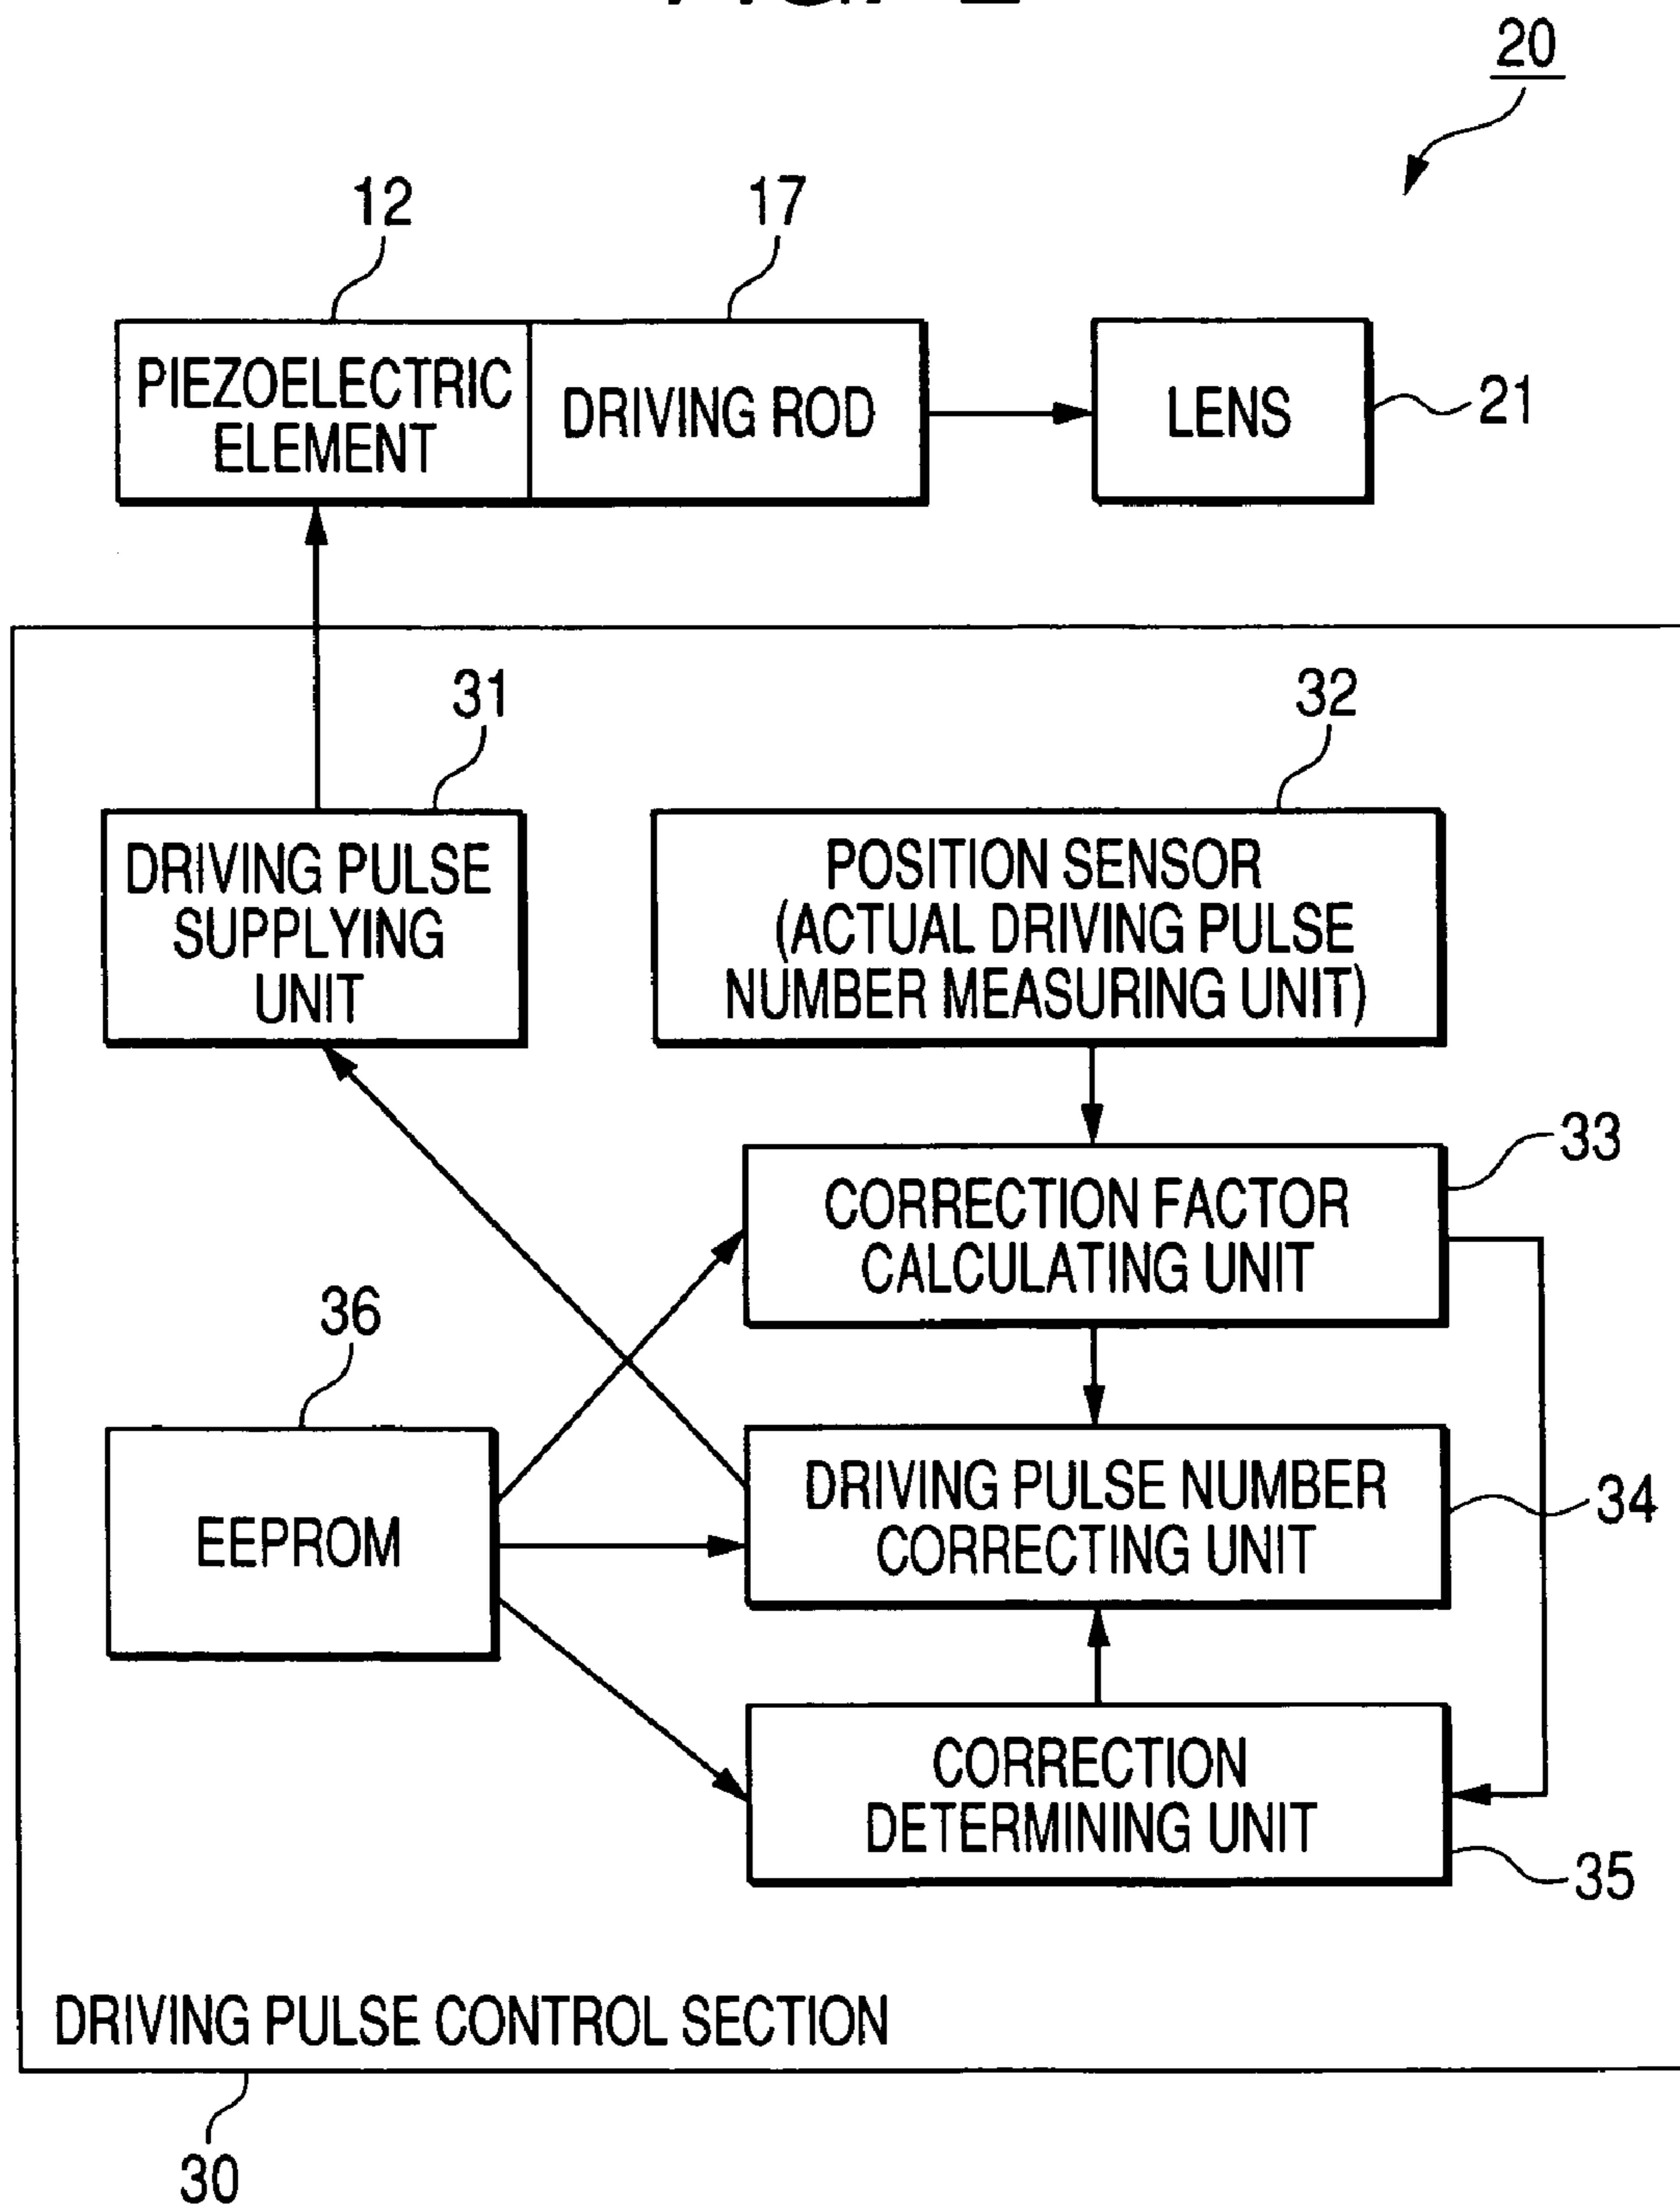 20
12
17
PIEZOELECTRIC
ELEMENT
DRIVING ROD
LENS
21
31
32
DRIVING PULSE
SUPPLYING
UNIT
POSITION SENSOR
(ACTUAL DRIVING PULSE
NUMBER MEASURING UNIT)
33
CORRECTION FACTOR
CALCULATING UNIT
36
EEPROM
DRIVING PULSE NUMBER
CORRECTING UNIT
34
CORRECTION
DETERMINING UNIT
35
DRIVING PULSE CONTROL SECTION
30